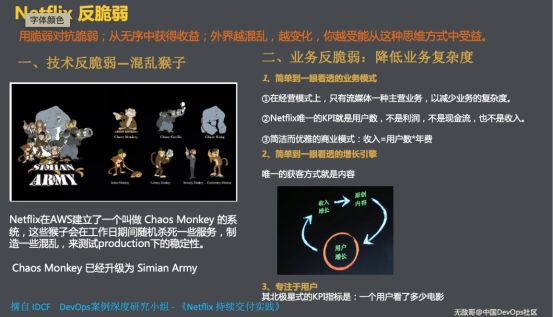 Netflix 反脆弱
字体颜色
用脆弱对抗脆弱；从无序中获得收益；外界越混乱，越变化，你越受能从这种思维方式中受益。
一、技术反脆弱—混乱猴子
Chaos Monkey
Chaos Gorilla
Chaos Kong
SIMIAN
ARMY
Janitor Monkey
Latency Monkey
Security Monkey
Conformity Monkey
Netflix在AWS建立了一个叫做 Chaos Monkey 的系
统，这些猴子会在工作日期间随机杀死一些服务，制
造一些混乱，来测试production下的稳定性。
Chaos Monkey 已经升级为 Simian Army
二、业务反脆弱：降低业务复杂度
1、简单到一眼看透的业务模式
①在经营模式上，只有流媒体一种主营业务，以减少业务的复杂度。
②Netflix唯一的KPI就是用户数，不是利润，不是现金流，也不是收入。
③简洁而优雅的商业模式：收入=用户数*年费
2、简单到一眼看透的增长引擎
唯一的获客方式就是内容
收入
增长
原创
内容
用户
增长
3、专注于用户
其北极星式的KPI指标是：一个用户看了多少电影
摘自 IDCF DevOps案例深度研究小组 - 《Netflix 持续交付实践》
无敌哥@中国DevOps社区